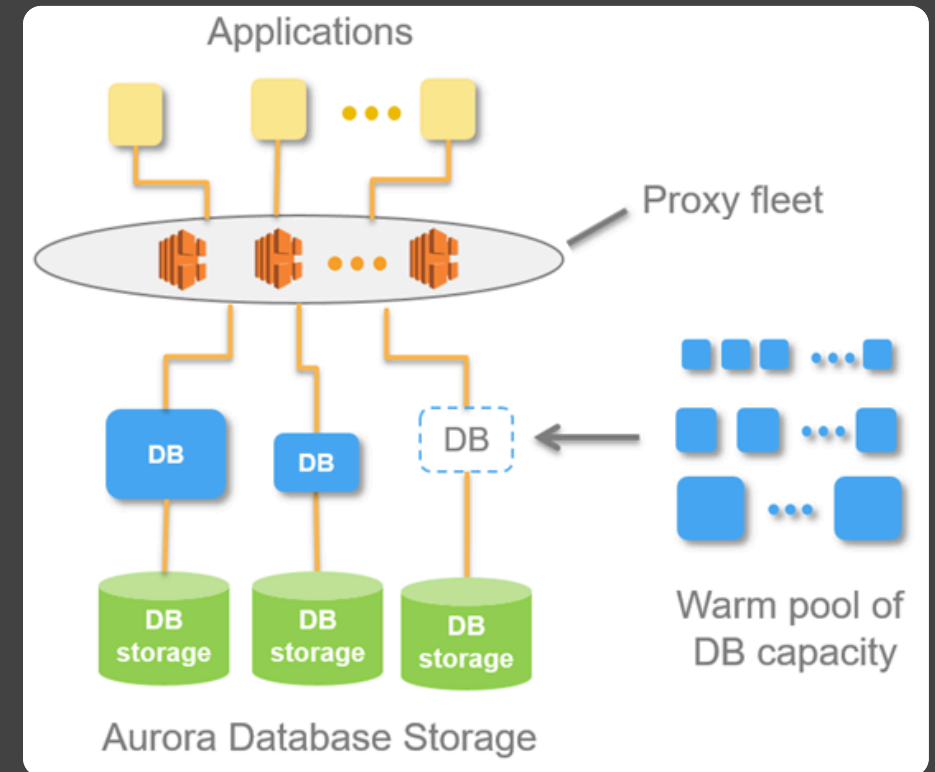 Applications
Proxy fleet
DB
DB
DB
DB
storage
DB
storage
DB
storage
Warm pool of
DB capacity
Aurora Database Storage